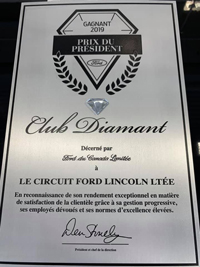 GAGNANT
2019
PRIX DU
PRÉSIDENT
Ford
Club Diamant
Décerné par
Ford du Canada Limitée
à
LE CIRCUIT FORD LINCOLN LTÉE
En reconnaissance de son rendement exceptionnel en matière
de satisfaction de la clientèle grâce à sa gestion progressive,
ses employés dévoués et ses normes d'excellence élevées.
Président et chef de la direction